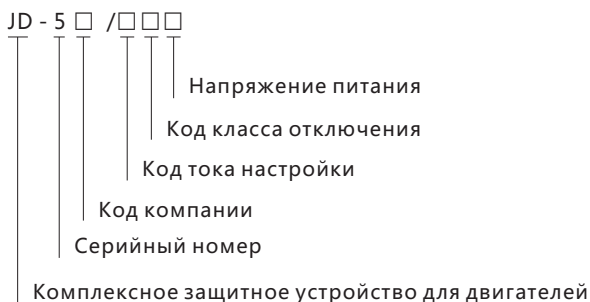 JD - 5 □ /□□□
Напряжение питания
Код класса отключения
Код тока настройки
Код компании
Серийный номер
Комплексное защитное устройство для двигателей